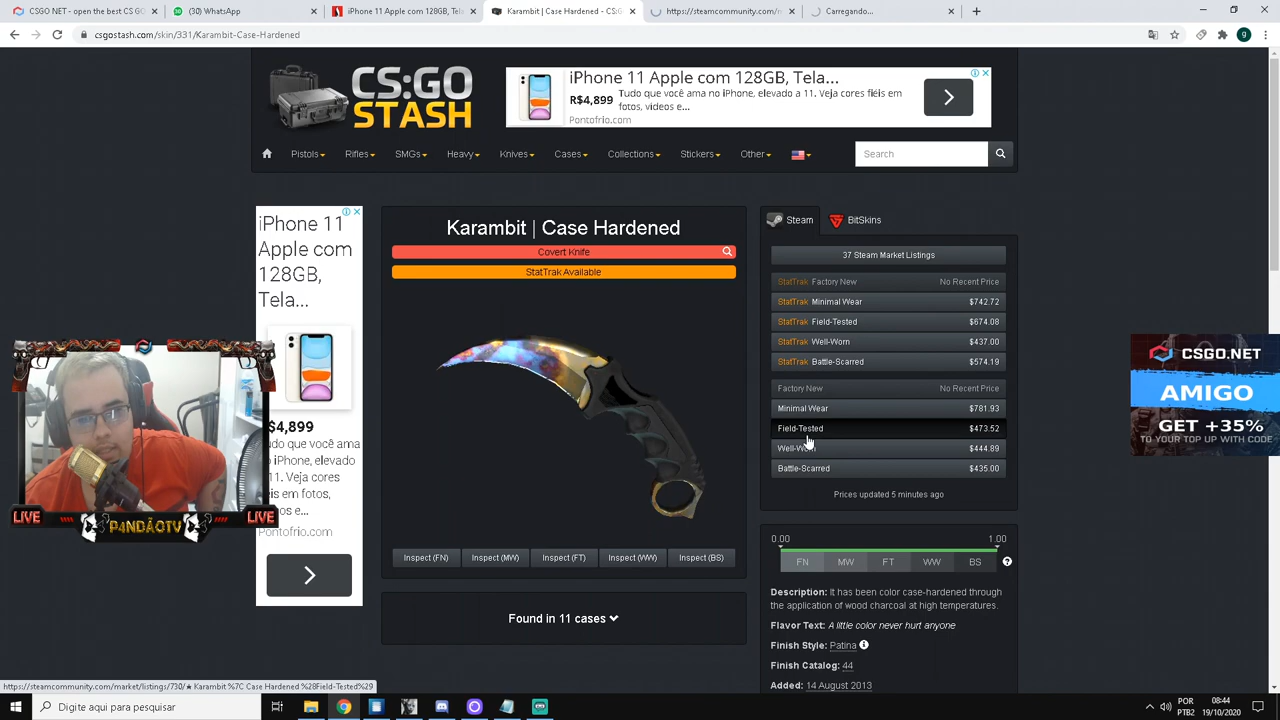 CSGO NET - open the best CS:GO
(30) WhatsApp
iPhone 11 Apple com 128GB, Tela
Karambit | Case Hardened - CS:GO
https://steamcommunity.com/m
Carregando...
csgostash.com/skin/331/Karambit-Case-Hardened
g
CS:GO
STASH
iPhone 11 Apple com 128GB, Tela...
R$4,899
Tudo que você ama no iPhone, elevado a 11. Veja cores fiéis em
fotos, vídeos e...
Pontofrio.com
Pistols
Rifles
SMGs
Heavy
Knives
Cases
Collections
Stickers
Other
Search
iPhone 11
Apple com
128GB,
Tela...
$4,899
udo que você ama
o iPhone, elevado
11. Veja cores
éis em fotos,
ídeos e...
Pontofrio.com
Karambit | Case Hardened
Covert Knife
StatTrak Available
Inspect (FN)
Inspect (MW)
Inspect (FT)
Inspect (WW)
Inspect (BS)
Found in 11 cases
Steam
BitSkins
37 Steam Market Listings
StatTrak Factory New No Recent Price
StatTrak Minimal Wear $742.72
StatTrak Field-Tested $674.08
StatTrak Well-Worn $437.00
StatTrak Battle-Scarred $574.19
Factory New No Recent Price
Minimal Wear $781.93
Field-Tested $473.52
Well-Wo $444.89
Battle-Scarred $435.00
Prices updated 5 minutes ago
0.00 1.00
FN MW FT WW BS
Description: It has been color case-hardened through
the application of wood charcoal at high temperatures.
Flavor Text: A little color never hurt anyone
Finish Style: Patina
Finish Catalog: 44
Added: 14 August 2013
CSGO.NET
AMIGO
GET +35%
TO YOUR TOP UP WITH CODE
LIVE
P4NDÃOTV
LIVE
https://steamcommunity.com/market/listings/730/★ Karambit %7C Case Hardened %28Field-Tested%29
Digite aqui para pesquisar
POR
PTB2
08:44
19/10/2020